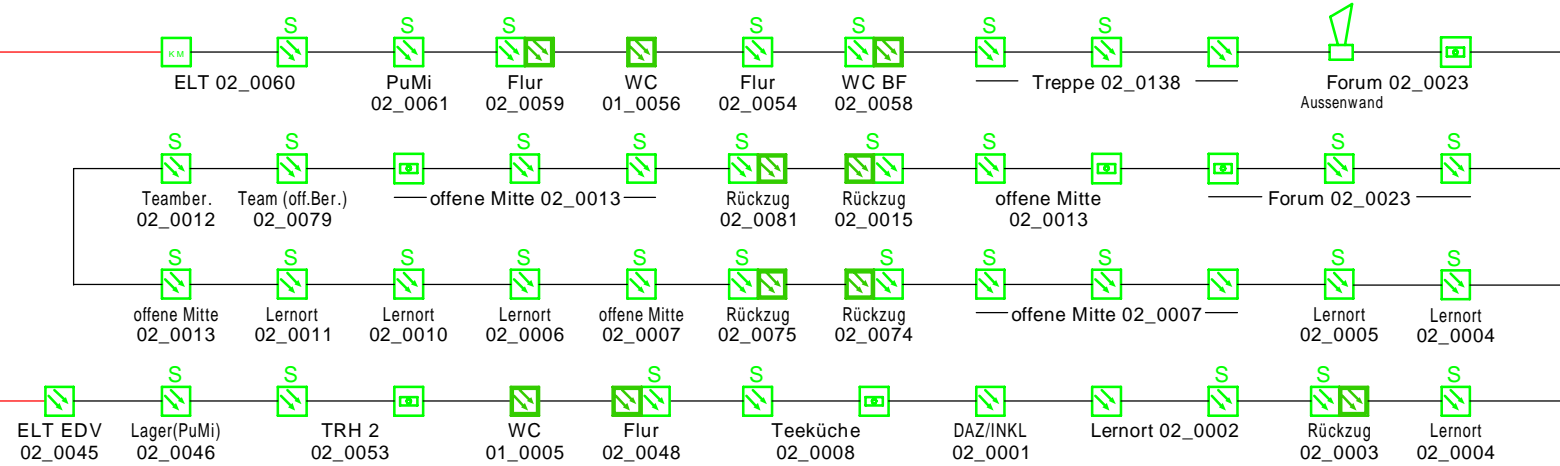 S S S S S S S
KM
ELT 02_0060 PuMi Flur WC Flur WC BF Treppe 02_0138 Forum 02_0023
02_0061 02_0059 01_0056 02_0054 02_0058 Aussenwand
S S S S S S S S S
Teamber. Team (off.Ber.) offene Mitte 02_0013 Rückzug Rückzug offene Mitte Forum 02_0023
02_0012 02_0079 02_0081 02_0015 02_0013
S S S S S S S S S S S
offene Mitte Lernort Lernort Lernort offene Mitte Rückzug Rückzug offene Mitte 02_0007 Lernort Lernort
02_0013 02_0011 02_0010 02_0006 02_0007 02_0075 02_0074 02_0005 02_0004
S S S S S S S
ELT EDV Lager(PuMi) TRH 2 WC Flur Teeküche DAZ/INKL Lernort 02_0002 Rückzug Lernort
02_0045 02_0046 02_0053 01_0005 02_0048 02_0008 02_0001 02_0003 02_0004